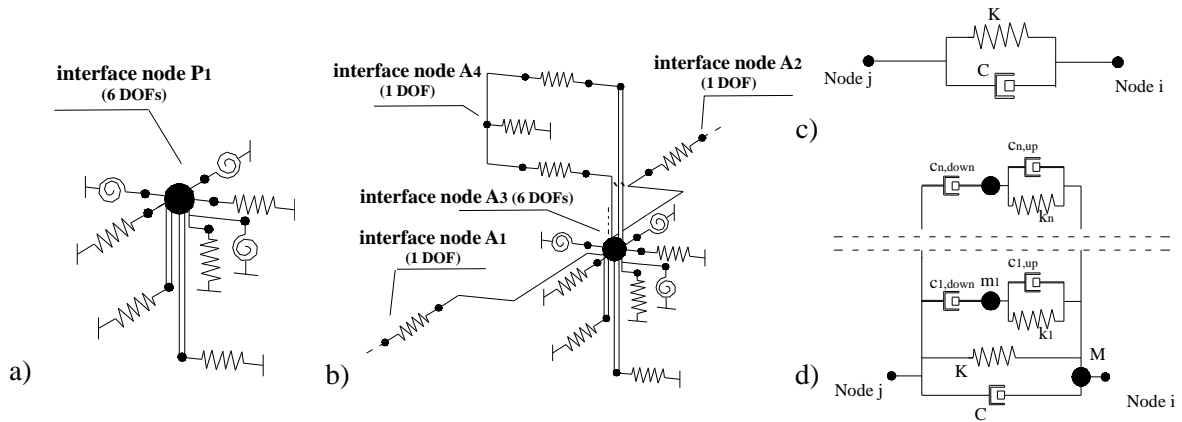 interface node P1
(6 DOFs)
a)
interface node A4
(1 DOF)
interface node A2
(1 DOF)
interface node A3 (6 DOFs)
interface node A1
(1 DOF)
b)
K
Node j
C
Node i
c)
cn,down
cn,up
kn
c1,down
m1
c1,up
k1
K
M
d)
Node j
C
Node i